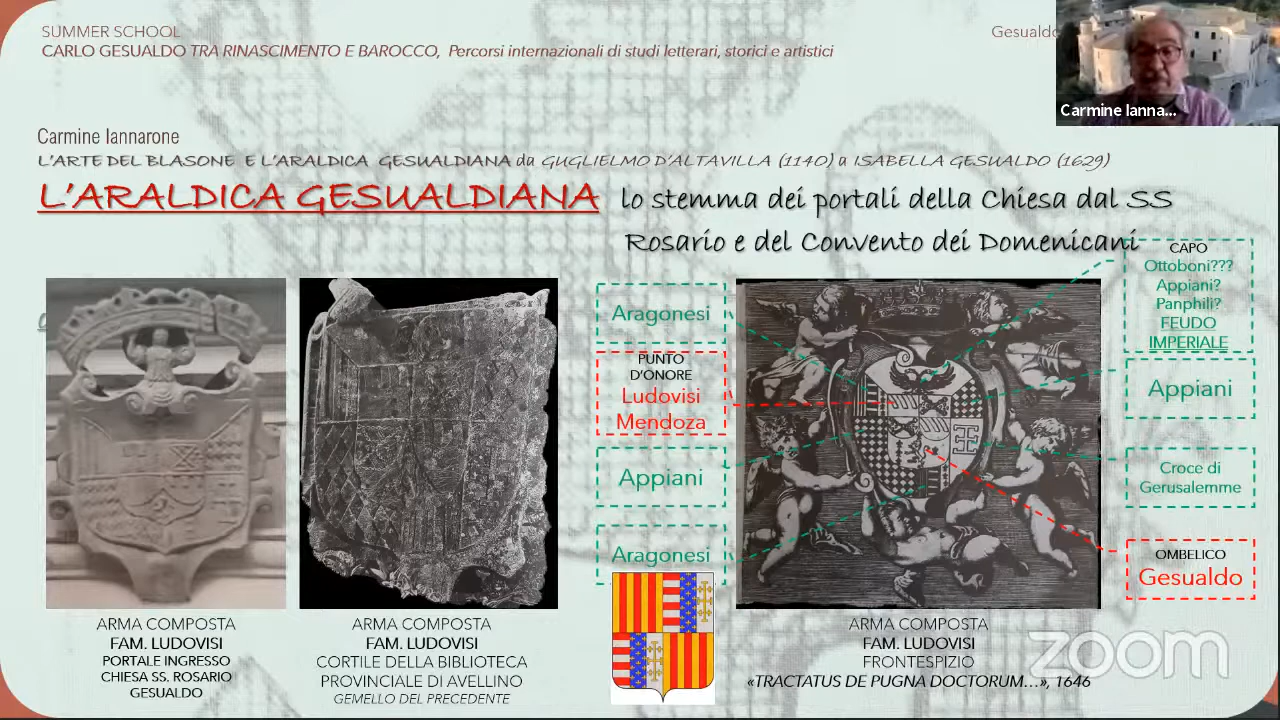 SUMMER SCHOOL
CARLO GESUALDO TRA RINASCIMENTO E BAROCCO, Percorsi internazionali di studi letterari, storici e artistici
Gesualdo
Carmine Ianna...
Carmine Iannarone
L'ARTE DEL BLASONE E L'ARALDICA GESUALDIANA da GUGLIELMO D'ALTAVILLA (1140) a ISABELLA GESUALDO (1629)
L'ARALDICA GESUALDIANA lo stemma dei portali della Chiesa dal SS
Rosario e del Convento dei Domenicani
Aragonesi
PUNTO
D'ONORE
Ludovisi
Mendoza
Appiani
Aragonesi
CAPO
Ottoboni???
Appiani?
Panphili?
FEUDO
IMPERIALE
Appiani
Croce di
Gerusalemme
OMBELICO
Gesualdo
ARMA COMPOSTA
FAM. LUDOVISI
PORTALE INGRESSO
CHIESA SS. ROSARIO
GESUALDO
ARMA COMPOSTA
FAM. LUDOVISI
CORTILE DELLA BIBLIOTECA
PROVINCIALE DI AVELLINO
GEMELLO DEL PRECEDENTE
ARMA COMPOSTA
FAM. LUDOVISI
FRONTESPIZIO
«TRACTATUS DE PUGNA DOCTORUM...», 1646
zoom